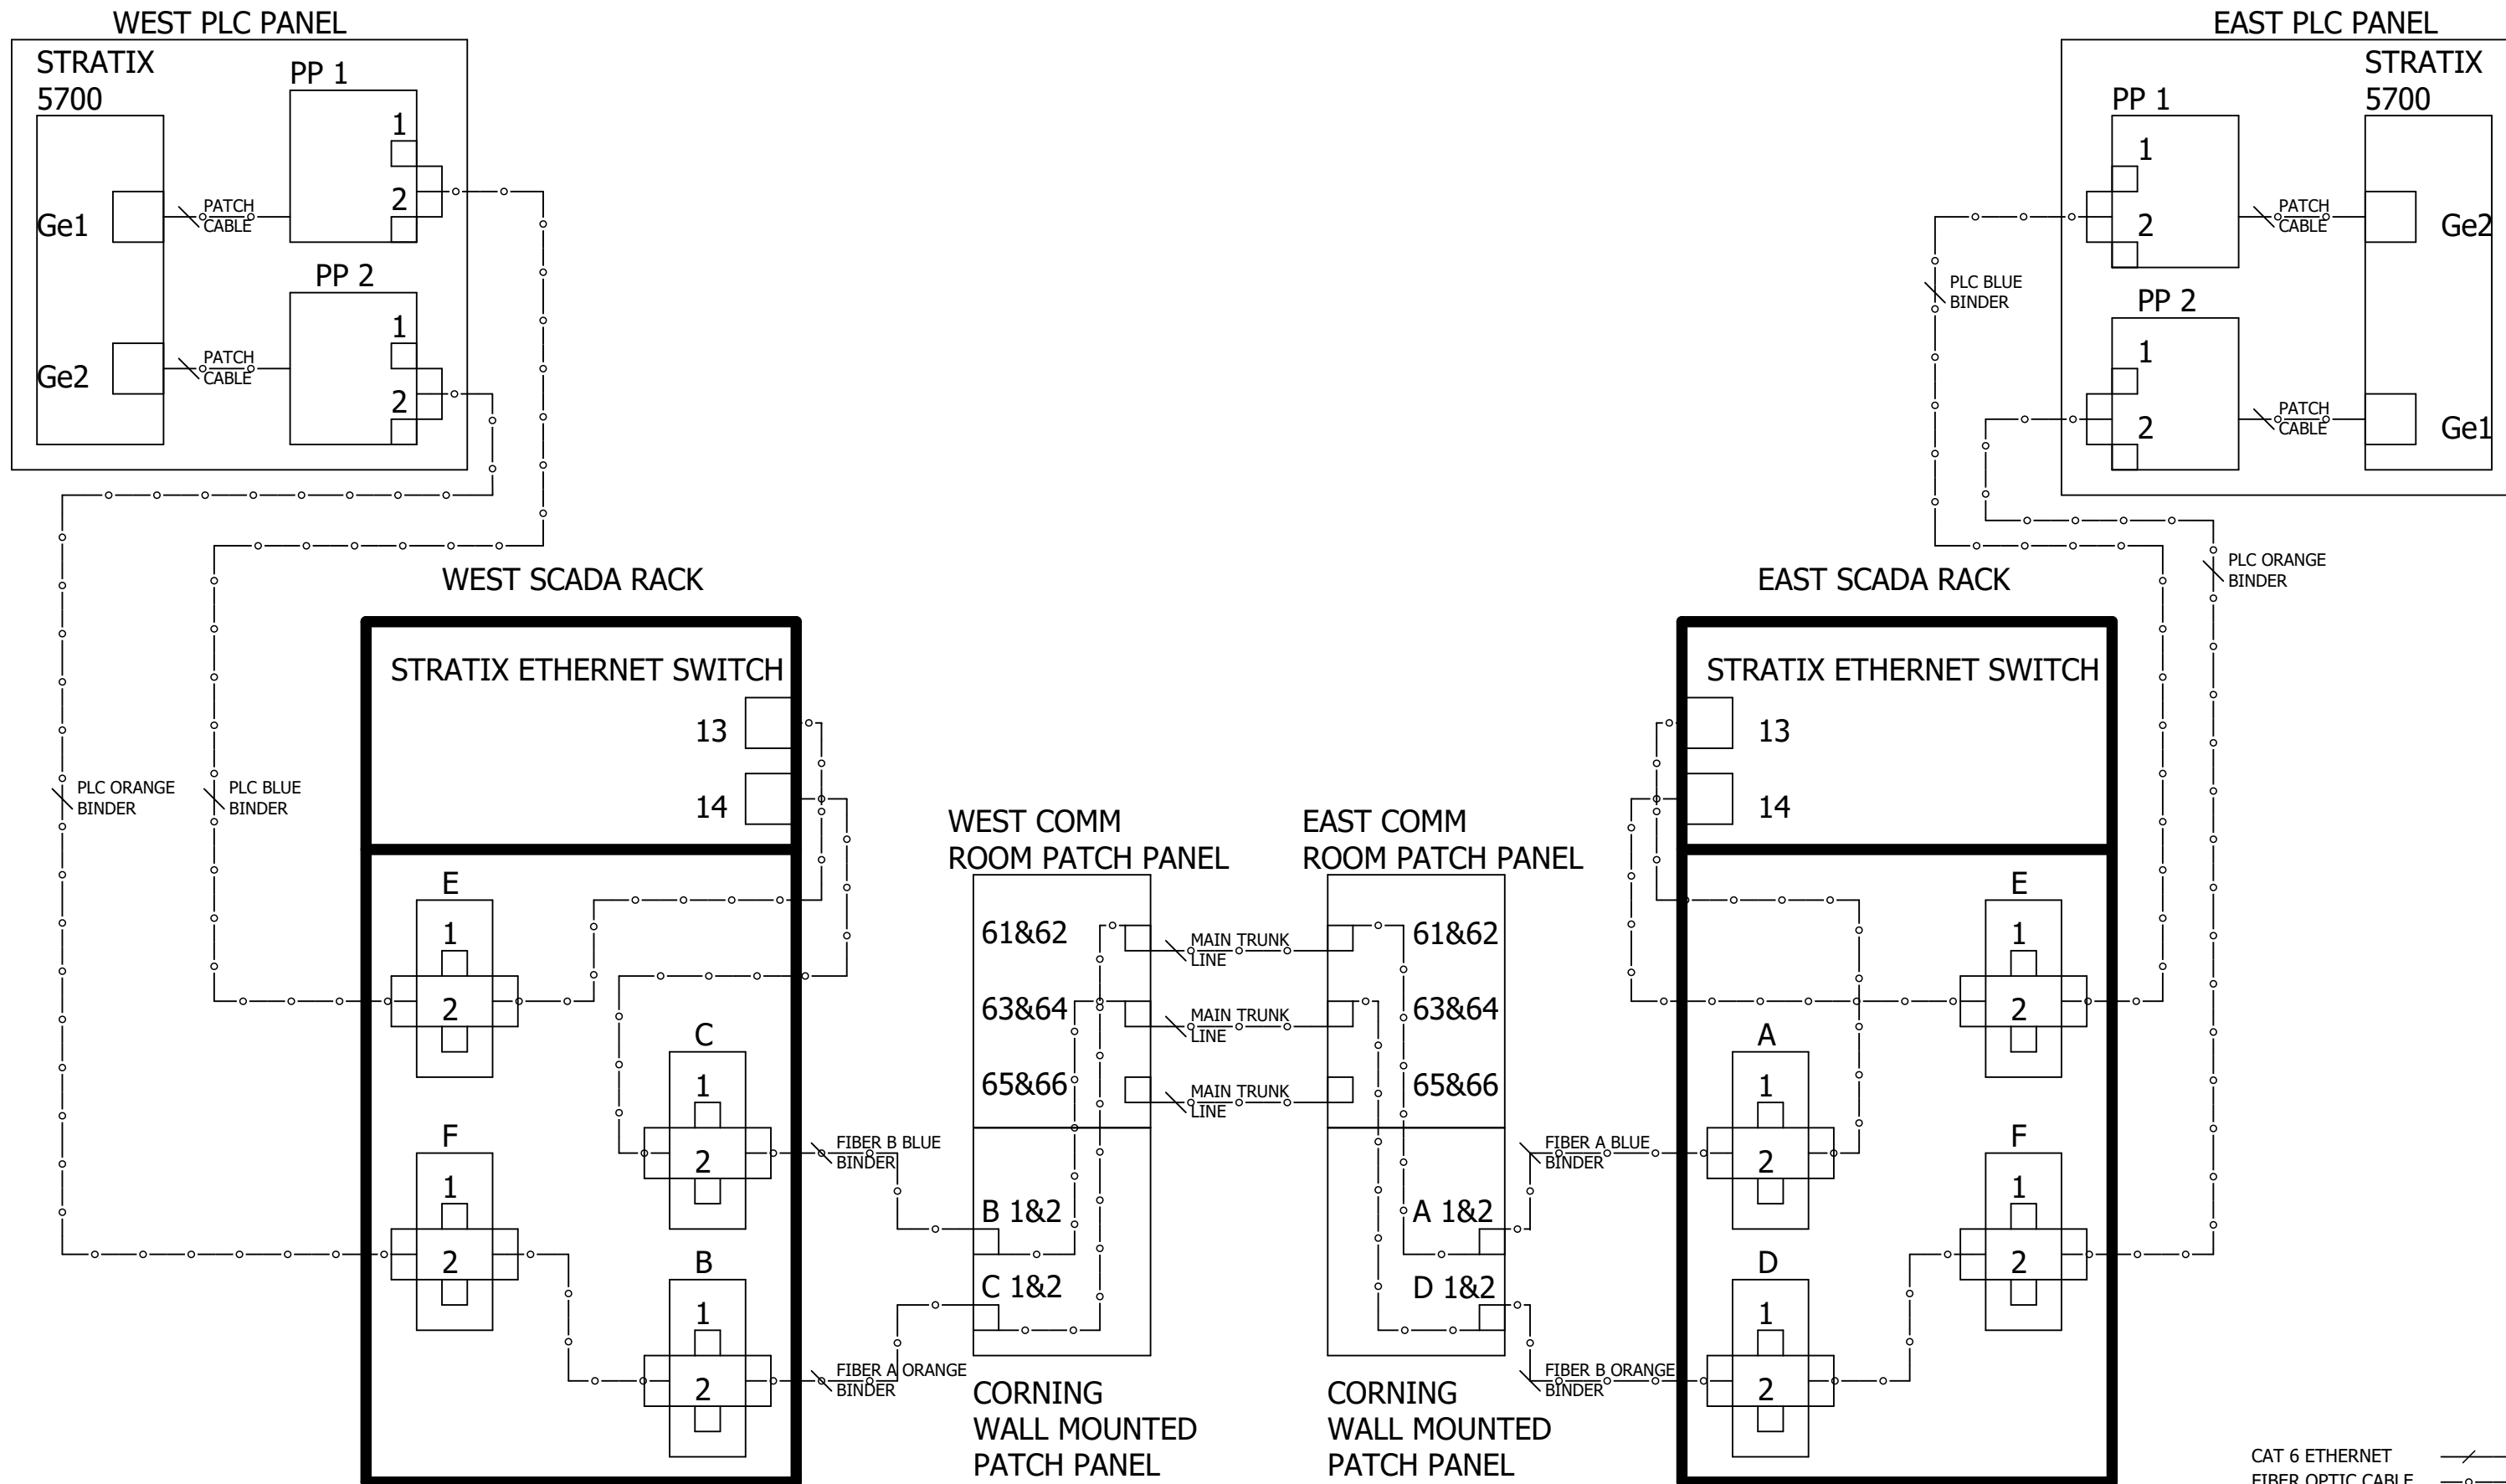 WEST PLC PANEL
STRATIX
5700
PP 1
1
2
Ge1
PATCH
CABLE
PP 2
1
2
Ge2
PATCH
CABLE
EAST PLC PANEL
STRATIX
5700
PP 1
1
2
PATCH
CABLE
Ge2
PP 2
1
2
PATCH
CABLE
Ge1
PLC BLUE
BINDER
PLC ORANGE
BINDER
PLC ORANGE
BINDER
PLC BLUE
BINDER
WEST SCADA RACK
STRATIX ETHERNET SWITCH
13
14
E
1
2
C
1
2
F
1
2
B
1
2
FIBER B BLUE
BINDER
FIBER A ORANGE
BINDER
WEST COMM
ROOM PATCH PANEL
61&62
63&64
65&66
B 1&2
C 1&2
CORNING
WALL MOUNTED
PATCH PANEL
MAIN TRUNK
LINE
MAIN TRUNK
LINE
MAIN TRUNK
LINE
EAST COMM
ROOM PATCH PANEL
61&62
63&64
65&66
A 1&2
D 1&2
CORNING
WALL MOUNTED
PATCH PANEL
FIBER A BLUE
BINDER
FIBER B ORANGE
BINDER
EAST SCADA RACK
STRATIX ETHERNET SWITCH
13
14
E
1
2
A
1
2
F
1
2
D
1
2
CAT 6 ETHERNET
FIBER OPTIC CABLE